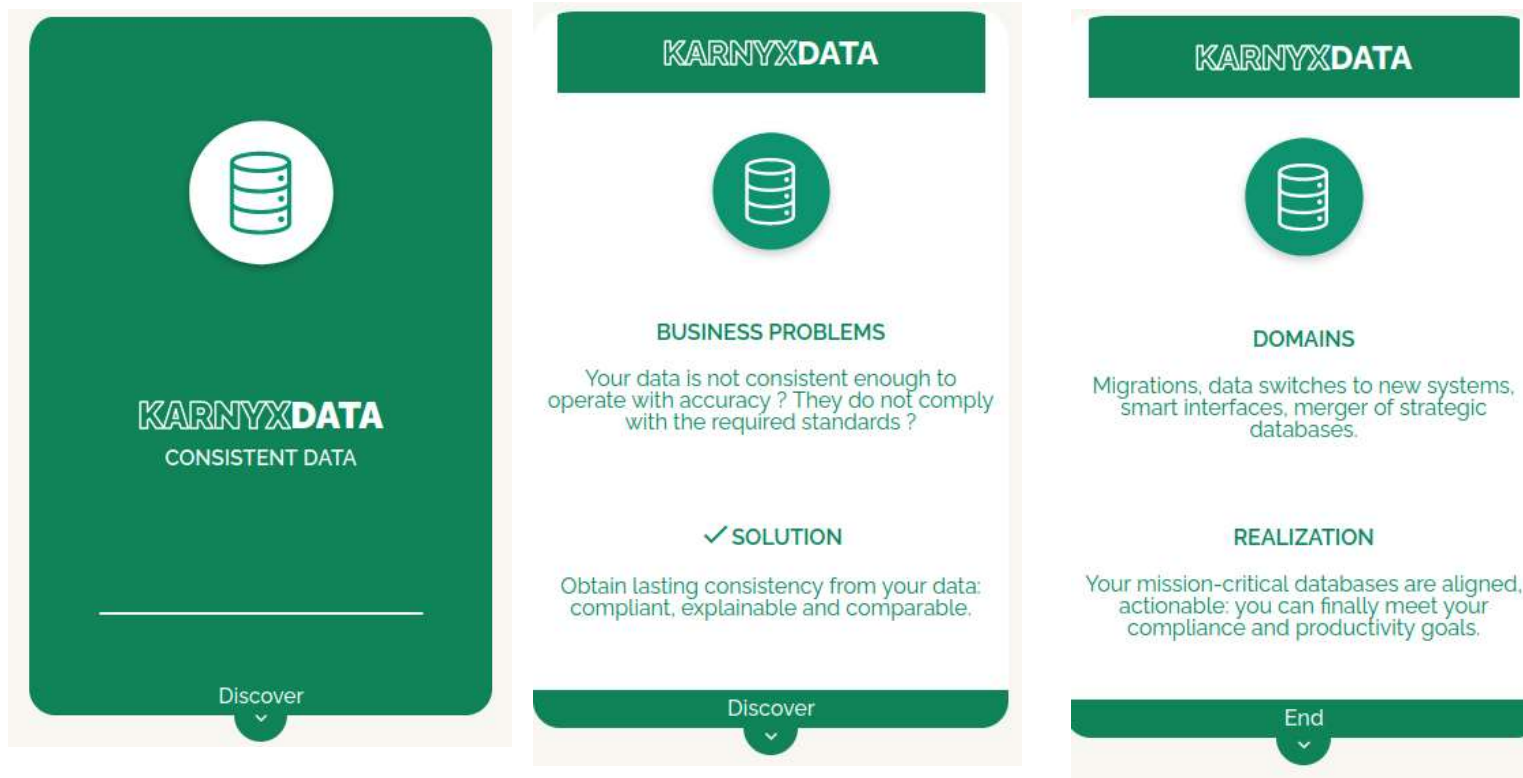 KARNYXDATA
CONSISTENT DATA
Discover
KARNYXDATA
BUSINESS PROBLEMS
Your data is not consistent enough to
operate with accuracy ? They do not comply
with the required standards ?
SOLUTION
Obtain lasting consistency from your data:
compliant, explainable and comparable.
Discover
KARNYXDATA
DOMAINS
Migrations, data switches to new systems,
smart interfaces, merger of strategic
databases.
REALIZATION
Your mission-critical databases are aligned,
actionable: you can finally meet your
compliance and productivity goals.
End